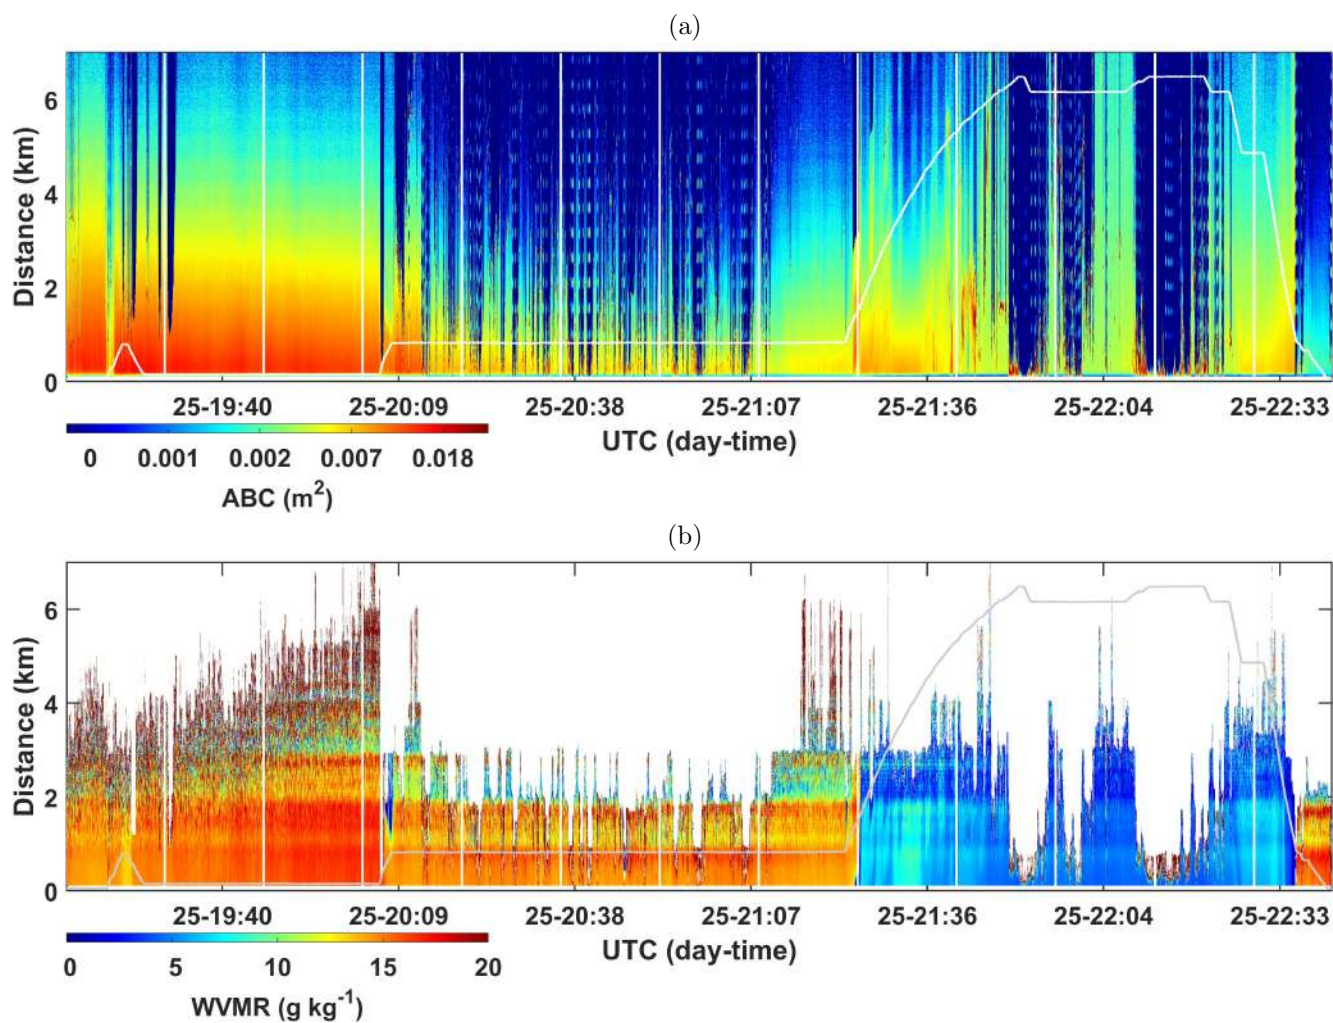 (a)
6
4
2
0
Distance (km)
25-19:40 25-20:09 25-20:38 25-21:07 25-21:36 25-22:04 25-22:33
UTC (day-time)
0 0.001 0.002 0.007 0.018
ABC (m²)
(b)
6
4
2
0
Distance (km)
25-19:40 25-20:09 25-20:38 25-21:07 25-21:36 25-22:04 25-22:33
UTC (day-time)
0 5 10 15 20
WVMR (g kg⁻¹)